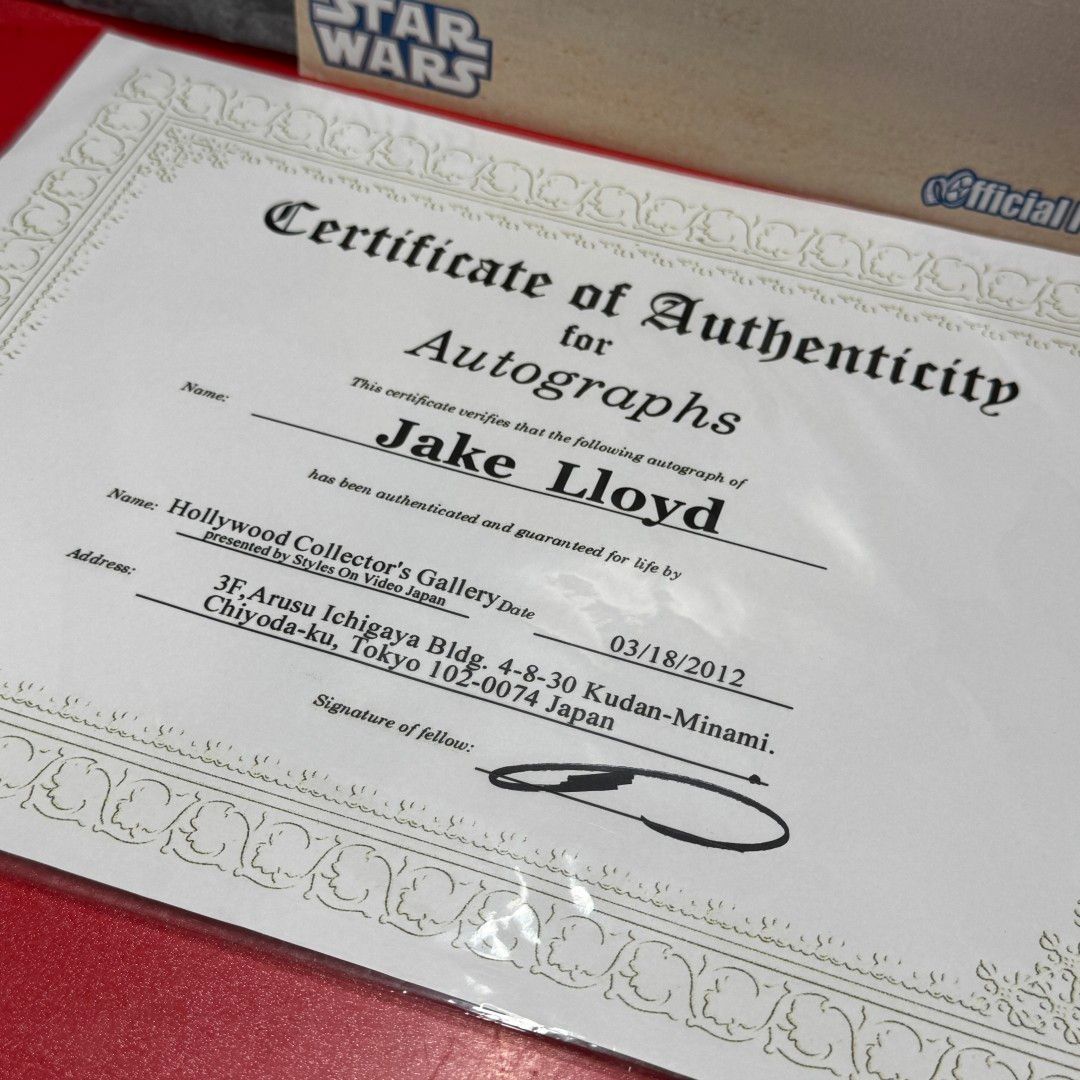 STAR
WARS
Official
Certificate of Authenticity
for
Autographs
This certificate verifies that the following autograph of
Name: Jake Lloyd
has been authenticated and guaranteed for life by
Name: Hollywood Collector's Gallery
presented by Styles On Video Japan
Date 03/18/2012
Address: 3F, Arusu Ichigaya Bldg. 4-8-30 Kudan-Minami.
Chiyoda-ku, Tokyo 102-0074 Japan
Signature of fellow: